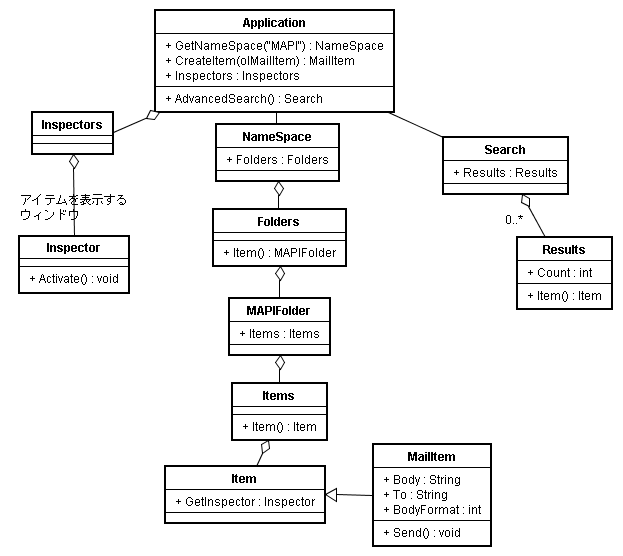 Application
+ GetNameSpace("MAPI") : NameSpace
+ CreateItem(olMailItem) : MailItem
+ Inspectors : Inspectors
+ AdvancedSearch() : Search
Inspectors
NameSpace
+ Folders : Folders
Search
+ Results : Results
アイテムを表示する
ウィンドウ
0..*
Inspector
+ Activate() : void
Folders
+ Item() : MAPIFolder
Results
+ Count : int
+ Item() : Item
MAPIFolder
+ Items : Items
Items
+ Item() : Item
Item
+ GetInspector : Inspector
MailItem
+ Body : String
+ To : String
+ BodyFormat : int
+ Send() : void